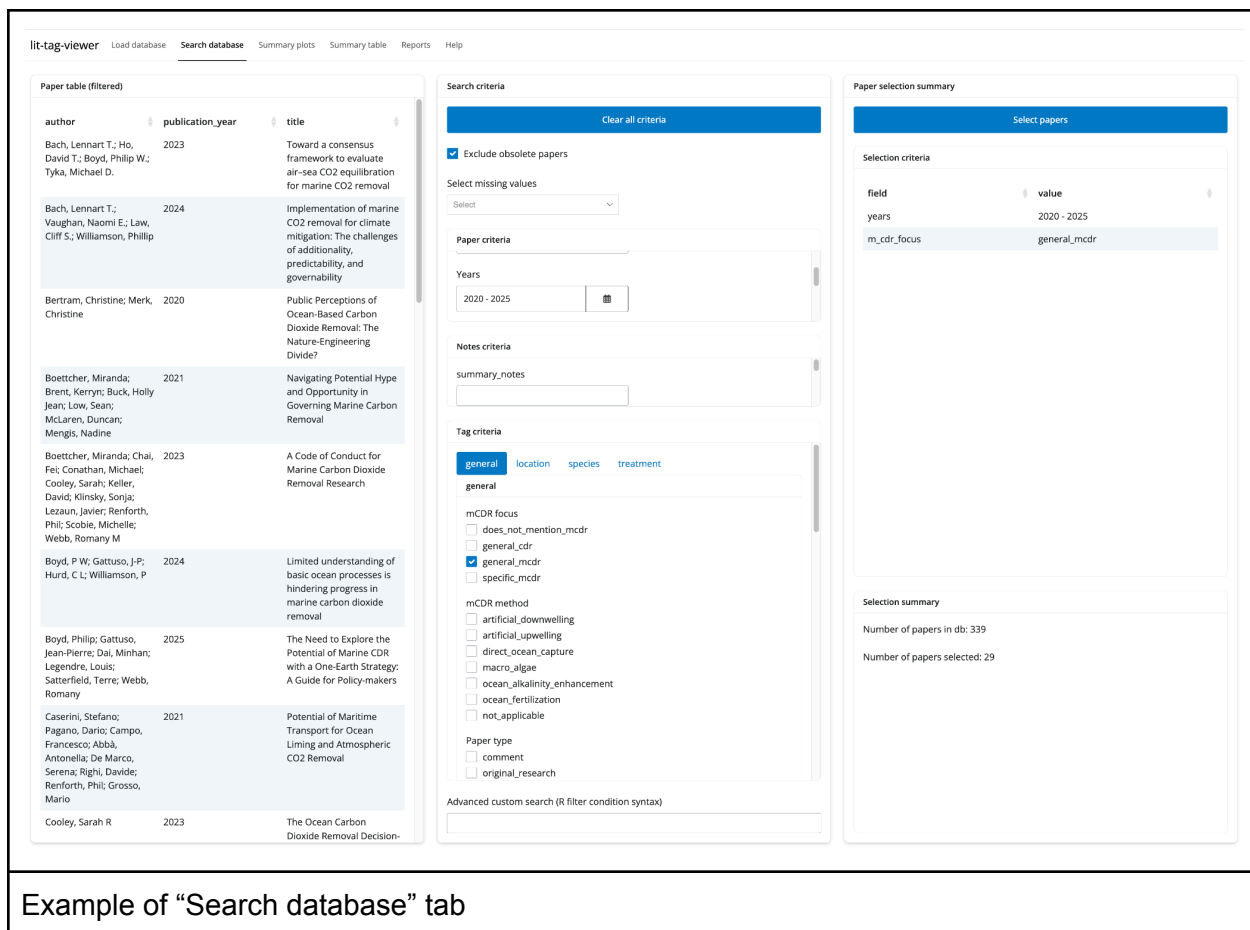 lit-tag-viewer Load database Search database Summary plots Summary table Reports Help
Paper table (filtered)
author publication_year title
Bach, Lennart T.; Ho, 2023 Toward a consensus
David T.; Boyd, Philip W.; framework to evaluate
Tyka, Michael D. air–sea CO2 equilibration
for marine CO2 removal
Bach, Lennart T.; 2024 Implementation of marine
Vaughan, Naomi E.; Law, CO2 removal for climate
Cliff S.; Williamson, Phillip mitigation: The challenges
of additionality,
predictability, and
governability
Bertram, Christine; Merk, 2020 Public Perceptions of
Christine Ocean-Based Carbon
Dioxide Removal: The
Nature-Engineering
Divide?
Boettcher, Miranda; 2021 Navigating Potential Hype
Brent, Kerryn; Buck, Holly and Opportunity in
Jean; Low, Sean; Governing Marine Carbon
McLaren, Duncan; Removal
Mengis, Nadine
Boettcher, Miranda; Chai, 2023 A Code of Conduct for
Fei; Conathan, Michael; Marine Carbon Dioxide
Cooley, Sarah; Keller, Removal Research
David; Klinsky, Sonja;
Lezaun, Javier; Renforth,
Phil; Scobie, Michelle;
Webb, Romany M
Boyd, P W; Gattuso, J-P; 2024 Limited understanding of
Hurd, C L; Williamson, P basic ocean processes is
hindering progress in
marine carbon dioxide
removal
Boyd, Philip; Gattuso, 2025 The Need to Explore the
Jean-Pierre; Dai, Minhan; Potential of Marine CDR
Legendre, Louis; with a One-Earth Strategy:
Satterfield, Terre; Webb, A Guide for Policy-makers
Romany
Caserini, Stefano; 2021 Potential of Maritime
Pagano, Dario; Campo, Transport for Ocean
Francesco; Abbà, Liming and Atmospheric
Antonella; De Marco, CO2 Removal
Serena; Righi, Davide;
Renforth, Phil; Grosso,
Mario
Cooley, Sarah R 2023 The Ocean Carbon
Dioxide Removal Decision-
Search criteria
Clear all criteria
Exclude obsolete papers
Select missing values
Select
Paper criteria
Years
2020 - 2025
Notes criteria
summary_notes
Tag criteria
general location species treatment
general
mCDR focus
does_not_mention_mcdr
general_cdr
general_mcdr
specific_mcdr
mCDR method
artificial_downwelling
artificial_upwelling
direct_ocean_capture
macro_algae
ocean_alkalinity_enhancement
ocean_fertilization
not_applicable
Paper type
comment
original_research
Advanced custom search (R filter condition syntax)
Paper selection summary
Select papers
Selection criteria
field value
years 2020 - 2025
m_cdr_focus general_mcdr
Selection summary
Number of papers in db: 339
Number of papers selected: 29
Example of “Search database” tab